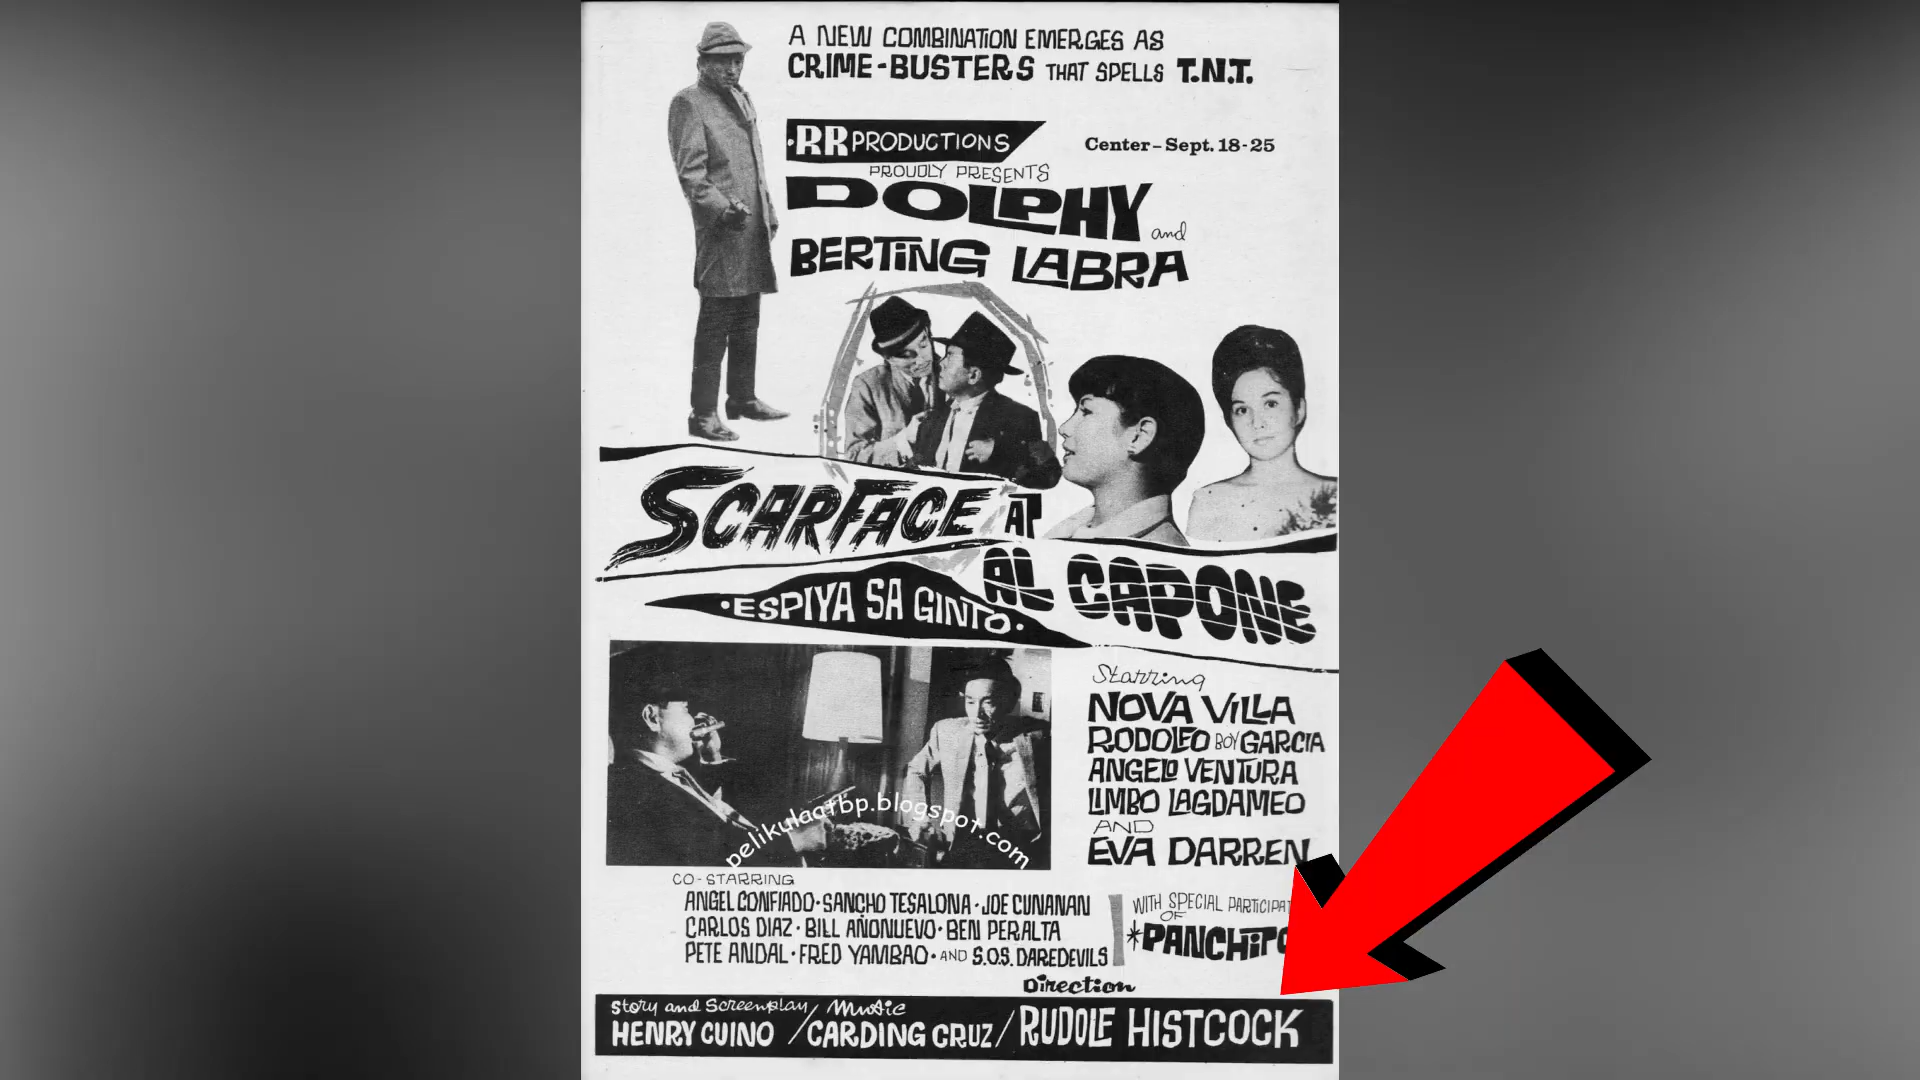 A NEW COMBINATION EMERGES AS
CRIME-BUSTERS THAT SPELLS T.N.T.
RR PRODUCTIONS
Center – Sept. 18-25
PROUDLY PRESENTS
DOLPHY and
BERTING LABRA
SCARFACE AT
AL CAPONE
•ESPIYA SA GINTO•
Starring
NOVA VILLA
RODOLFO BOY GARCIA
ANGELO VENTURA
LIMBO LAGDAMEO
AND
EVA DARREN
pelikulaatbp.blogspot.com
CO-STARRING
ANGEL CONFIADO • SANCHO TESALONA • JOE CUNANAN
CARLOS DIAZ • BILL AÑONUEVO • BEN PERALTA
PETE ANDAL • FRED YAMBAO • AND S.O.S. DAREDEVILS
WITH SPECIAL
OF
*PANCHITO
Direction
Story and Screenplay / Music
HENRY CUINO / CARDING CRUZ / RUDOLF HISTCOCK